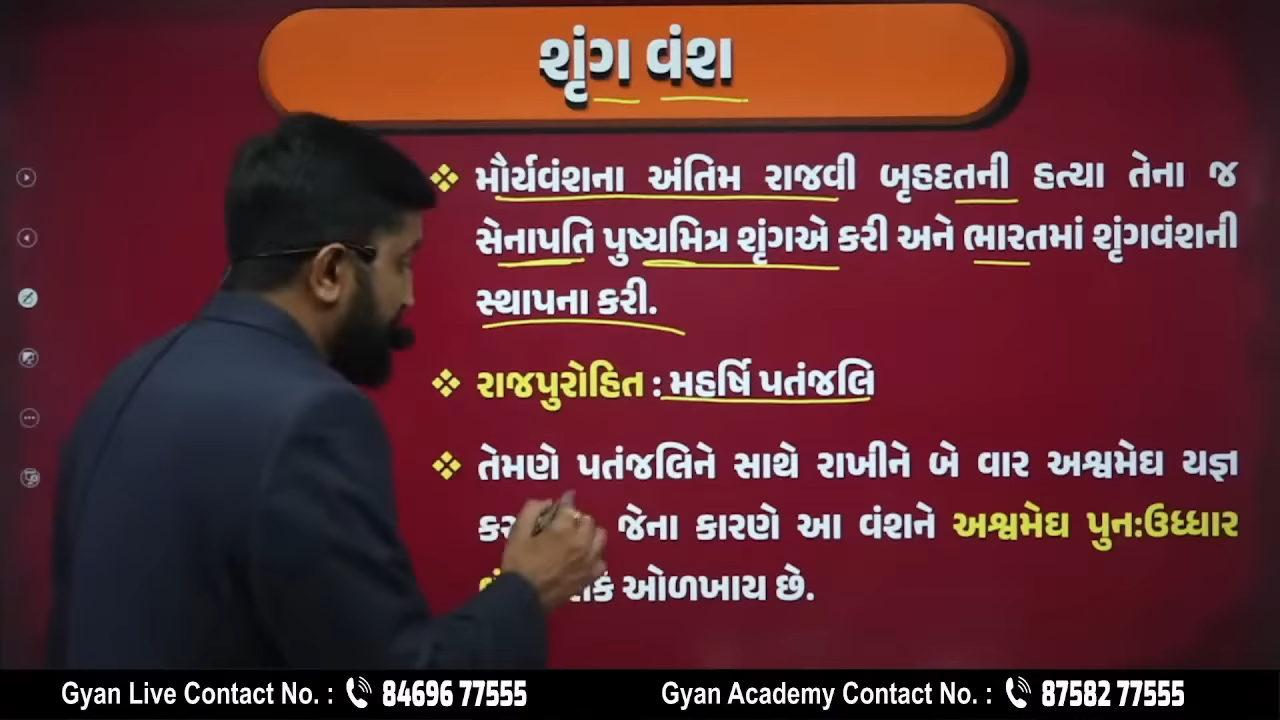 શૃંગ વંશ
મૌર્યવંશના અંતિમ રાજવી બૃહદતની હત્યા તેના જ
સેનાપતિ પુષ્યમિત્ર શૃંગએ કરી અને ભારતમાં શૃંગવંશની
સ્થાપના કરી.
રાજપુરોહિત : મહર્ષિ પતંજલિ
તેમણે પતંજલિને સાથે રાખીને બે વાર અશ્વમેઘ યજ્ઞ
જેના કારણે આ વંશને અશ્વમેઘ પુન:ઉધ્ધાર
ઓળખાય છે.
Gyan Live Contact No. : 84696 77555
Gyan Academy Contact No. : 87582 77555